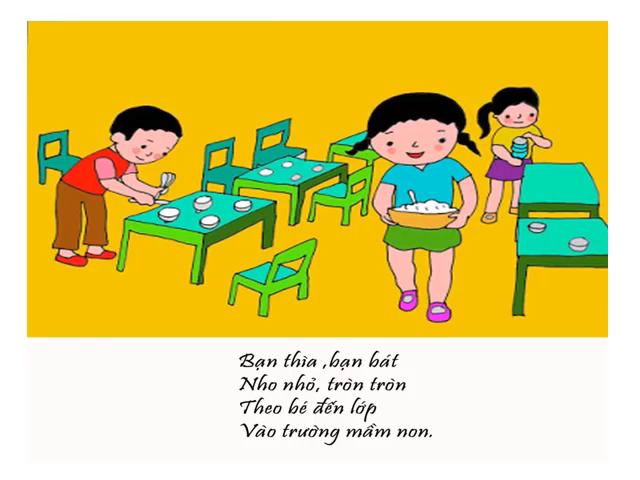 Bạn thìa ,bạn bát
Nho nhỏ, tròn tròn
Theo bé đến lớp
Vào trường mầm non.